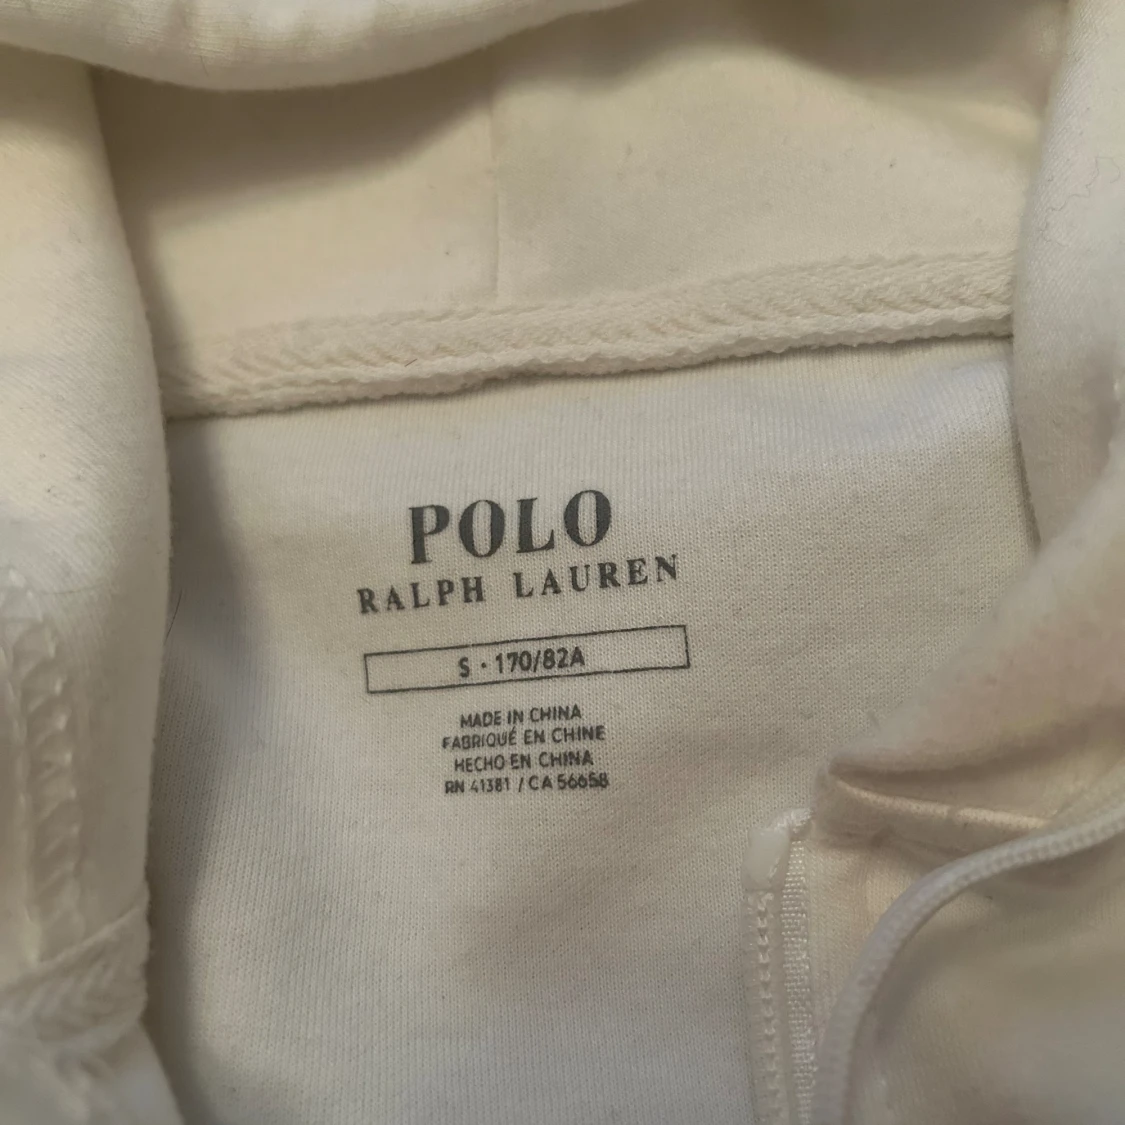 POLO
RALPH LAUREN
S · 170/82A
MADE IN CHINA
FABRIQUÉ EN CHINE
HECHO EN CHINA
RN 41381 / CA 56658